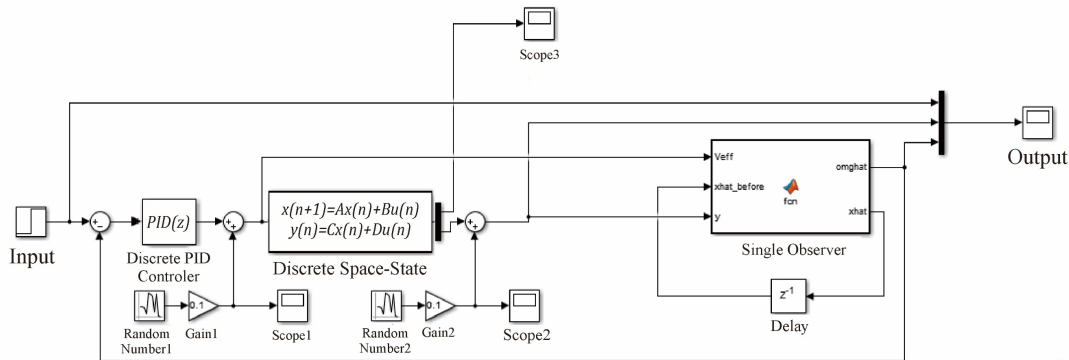 Scope3
Output
Veff
xhat_before
y
fcn
omghat
xhat
Single Observer
Input
+
−
PID(z)
Discrete PID
Controler
+
+
x(n+1)=Ax(n)+Bu(n)
y(n)=Cx(n)+Du(n)
Discrete Space-State
+
+
z-1
Delay
Random
Number1
0.1
Gain1
Scope1
Random
Number2
0.1
Gain2
Scope2